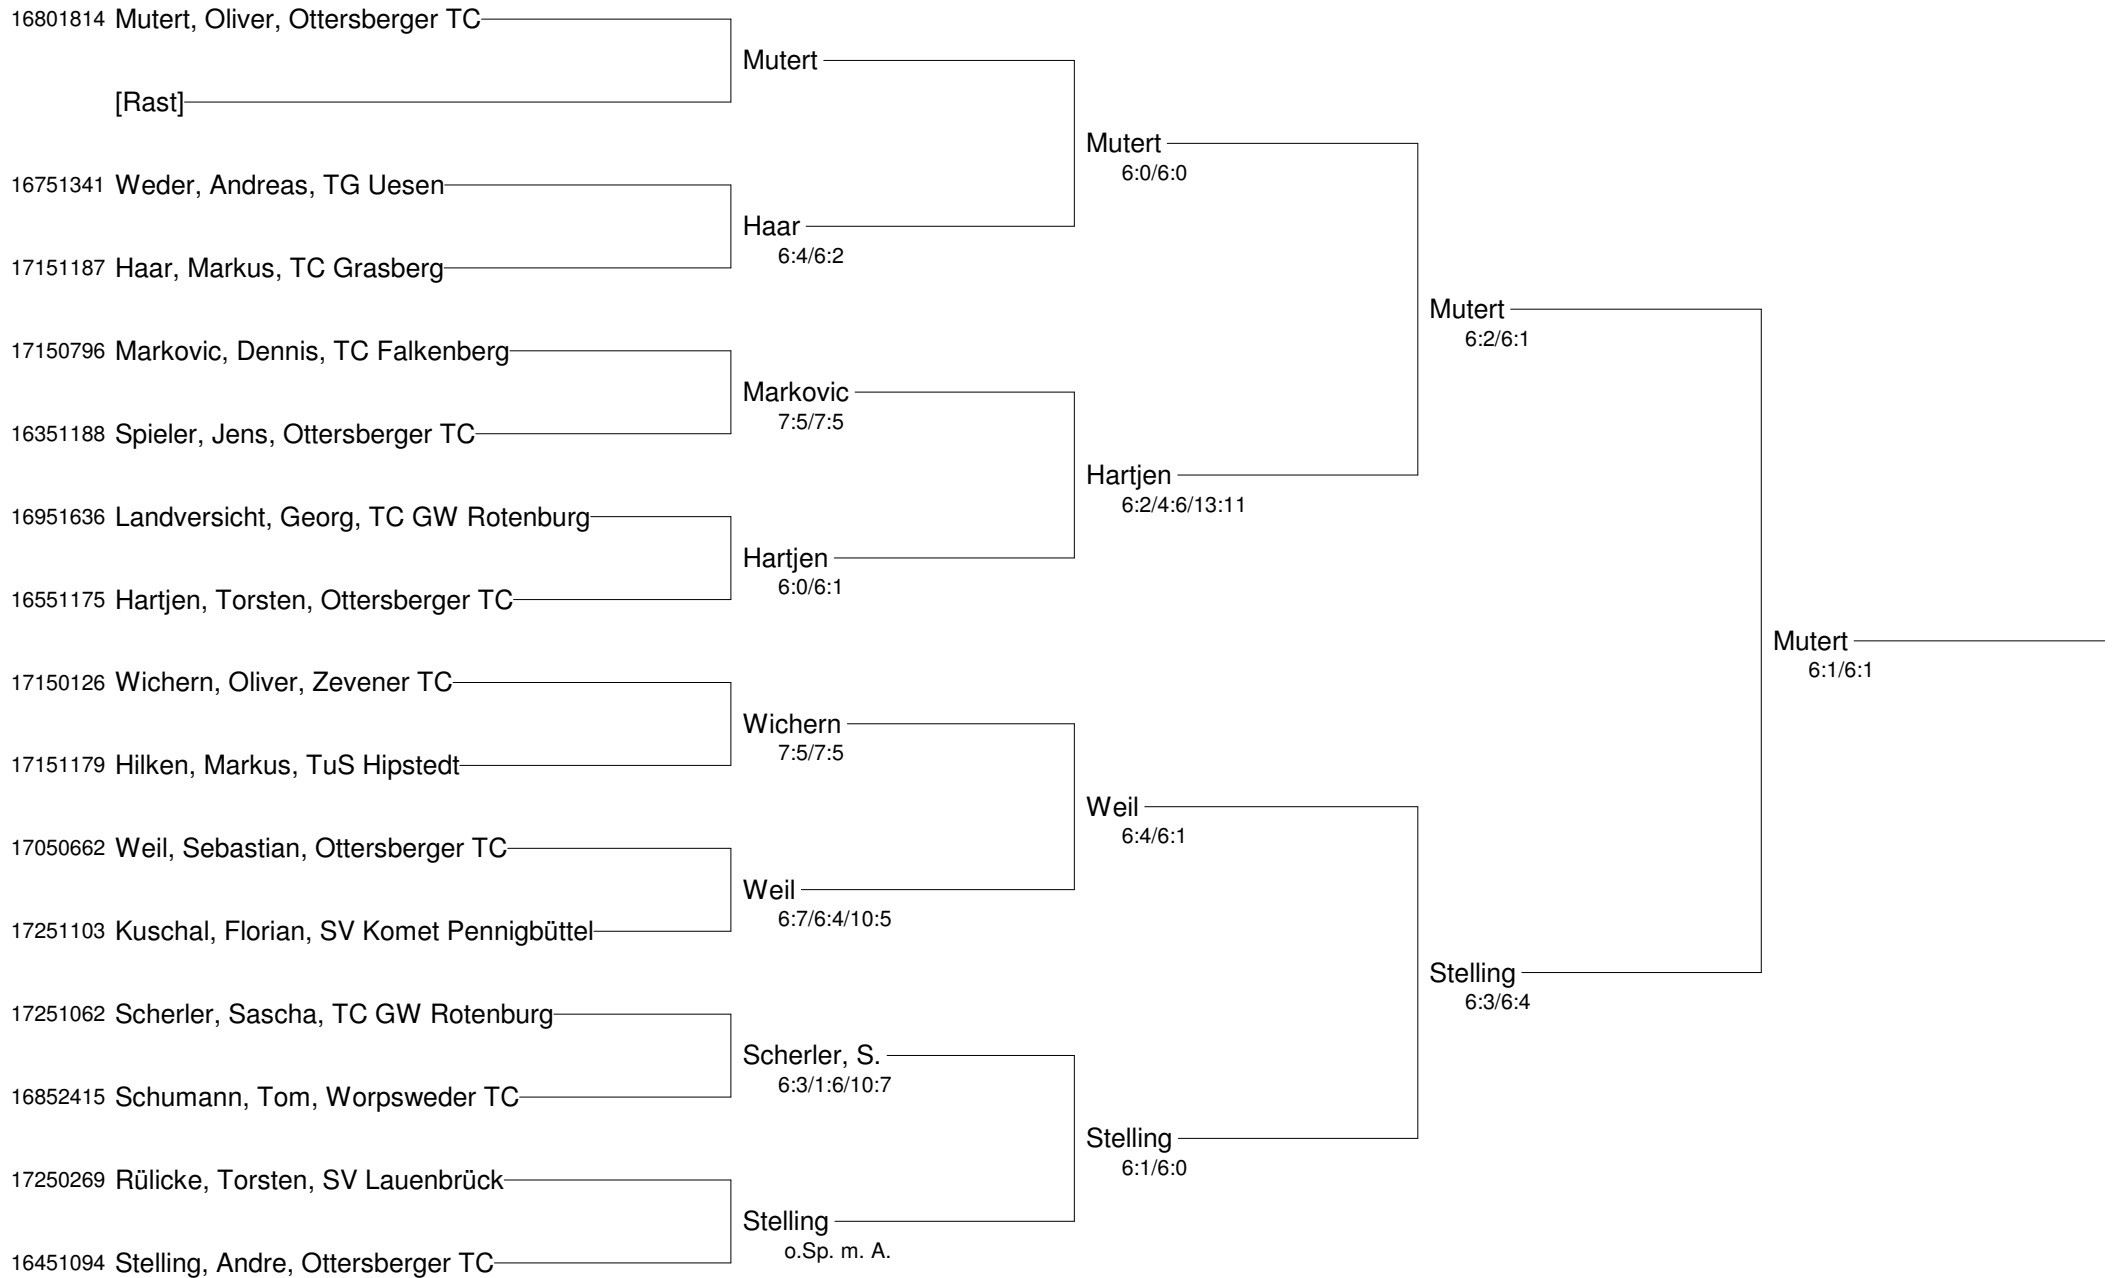 16801814 Mutert, Oliver, Ottersberger TC
Mutert
[Rast]
Mutert
6:0/6:0
16751341 Weder, Andreas, TG Uesen
Haar
6:4/6:2
17151187 Haar, Markus, TC Grasberg
Mutert
6:2/6:1
17150796 Markovic, Dennis, TC Falkenberg
Markovic
7:5/7:5
16351188 Spieler, Jens, Ottersberger TC
Hartjen
6:2/4:6/13:11
16951636 Landversicht, Georg, TC GW Rotenburg
Hartjen
6:0/6:1
16551175 Hartjen, Torsten, Ottersberger TC
Mutert
6:1/6:1
17150126 Wichern, Oliver, Zevener TC
Wichern
7:5/7:5
17151179 Hilken, Markus, TuS Hipstedt
Weil
6:4/6:1
17050662 Weil, Sebastian, Ottersberger TC
Weil
6:7/6:4/10:5
17251103 Kuschal, Florian, SV Komet Pennigbüttel
Stelling
6:3/6:4
17251062 Scherler, Sascha, TC GW Rotenburg
Scherler, S.
6:3/1:6/10:7
16852415 Schumann, Tom, Worpsweder TC
Stelling
6:1/6:0
17250269 Rülicke, Torsten, SV Lauenbrück
Stelling
o.Sp. m. A.
16451094 Stelling, Andre, Ottersberger TC